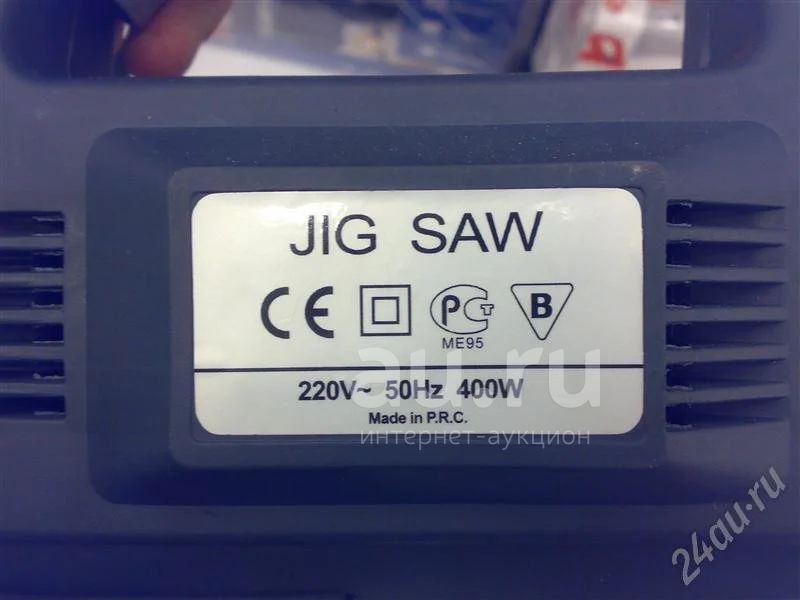 JIG SAW
CE PCT B
ME95
220V~ 50Hz 400W
Made in P.R.C.
au.ru
интернет-аукцион
24au.ru